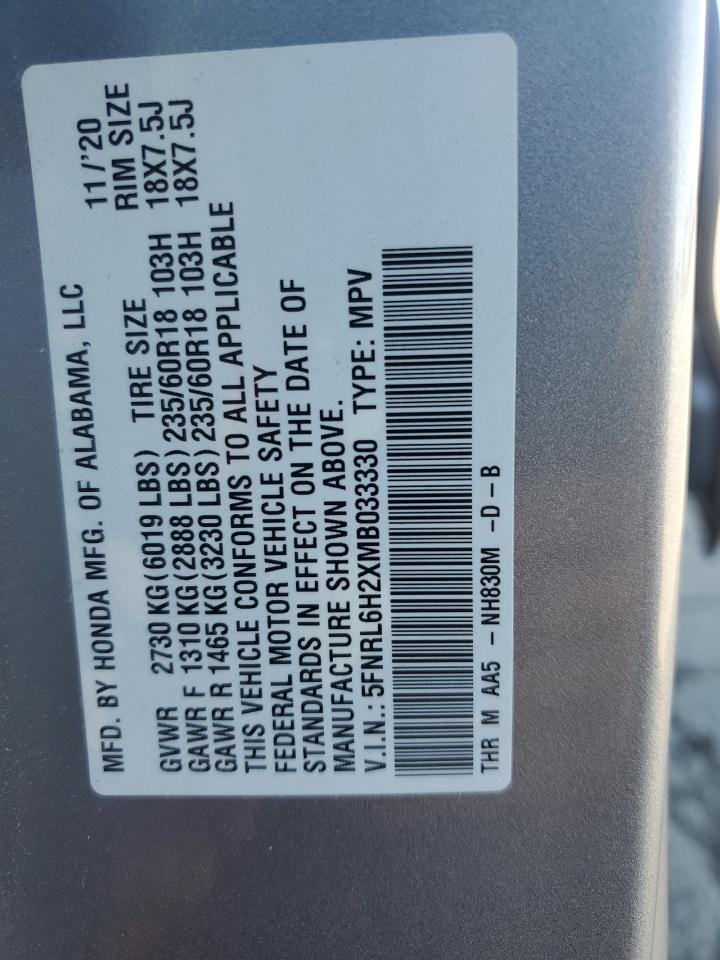 MFD. BY HONDA MFG. OF ALABAMA, LLC 11/'20
TIRE SIZE RIM SIZE
GVWR 2730 KG(6019 LBS)
GAWR F 1310 KG(2888 LBS) 235/60R18 103H 18X7.5J
GAWR R 1465 KG(3230 LBS) 235/60R18 103H 18X7.5J
THIS VEHICLE CONFORMS TO ALL APPLICABLE
FEDERAL MOTOR VEHICLE SAFETY
STANDARDS IN EFFECT ON THE DATE OF
MANUFACTURE SHOWN ABOVE.
V.I.N.: 5FNRL6H2XMB033330 TYPE: MPV
THR M AA5 - NH830M -D-B